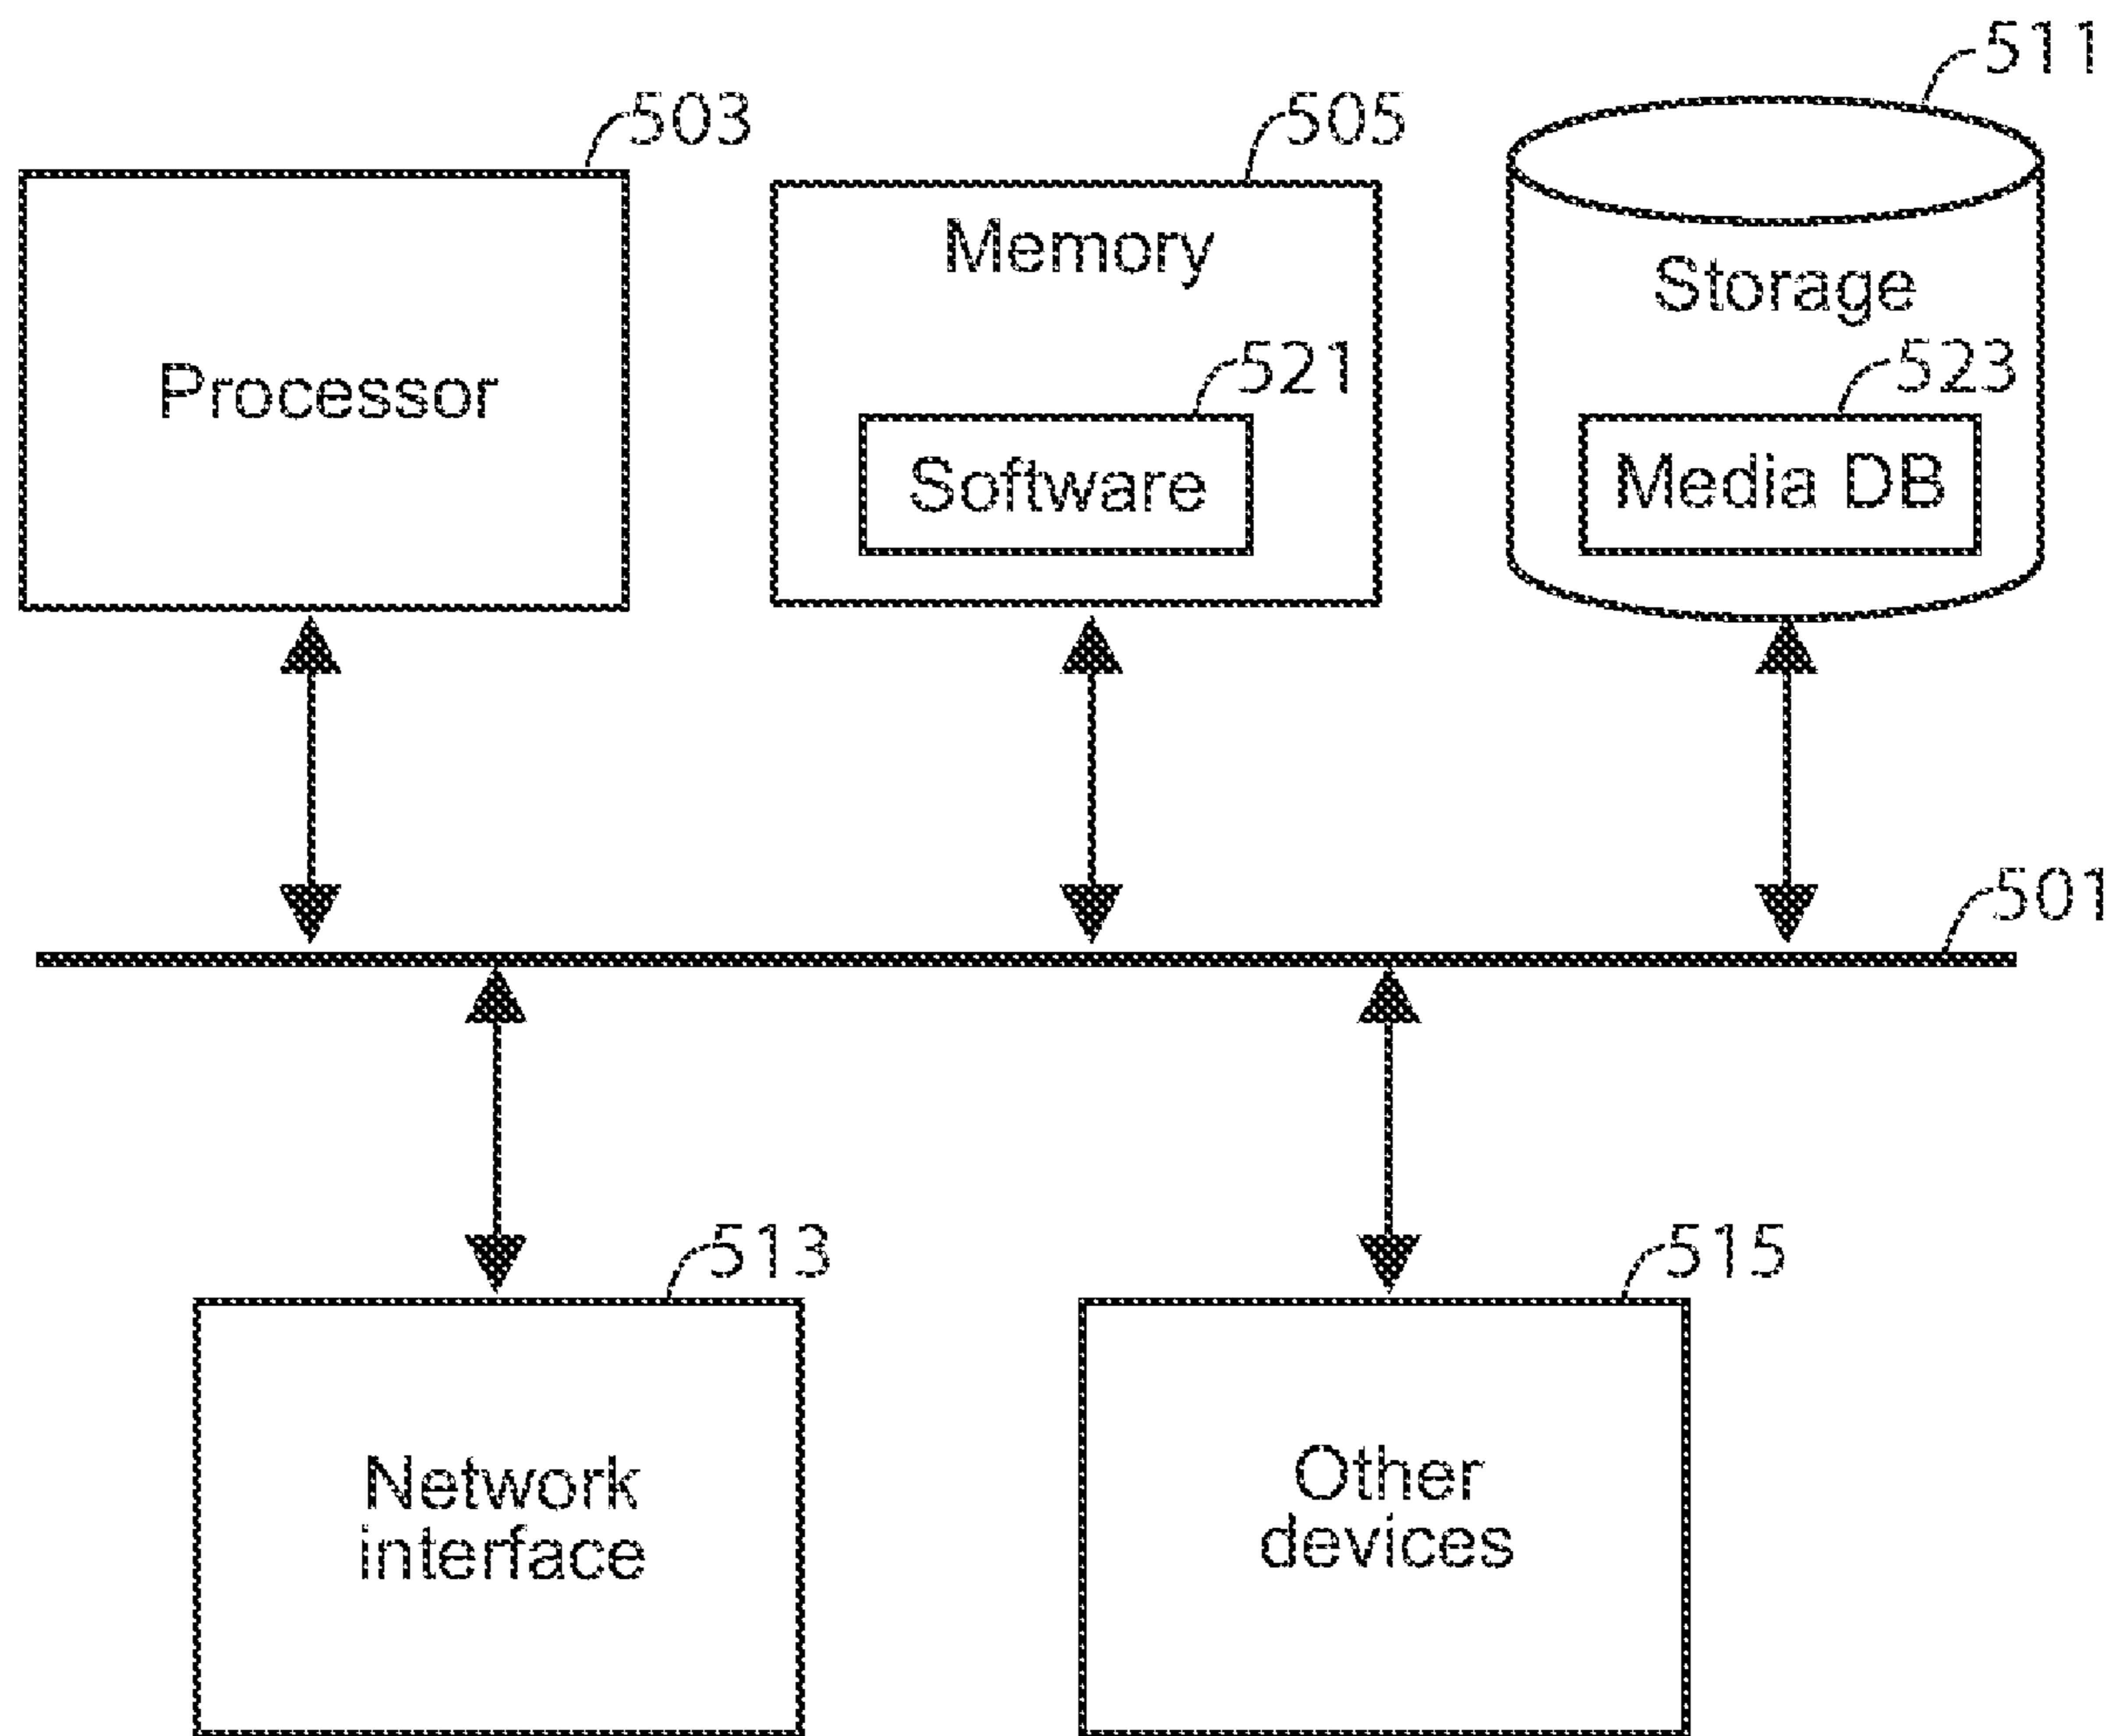 511
503
505
Processor
Memory
Storage
521
523
Software
Media DB
501
513
515
Network
interface
Other
devices